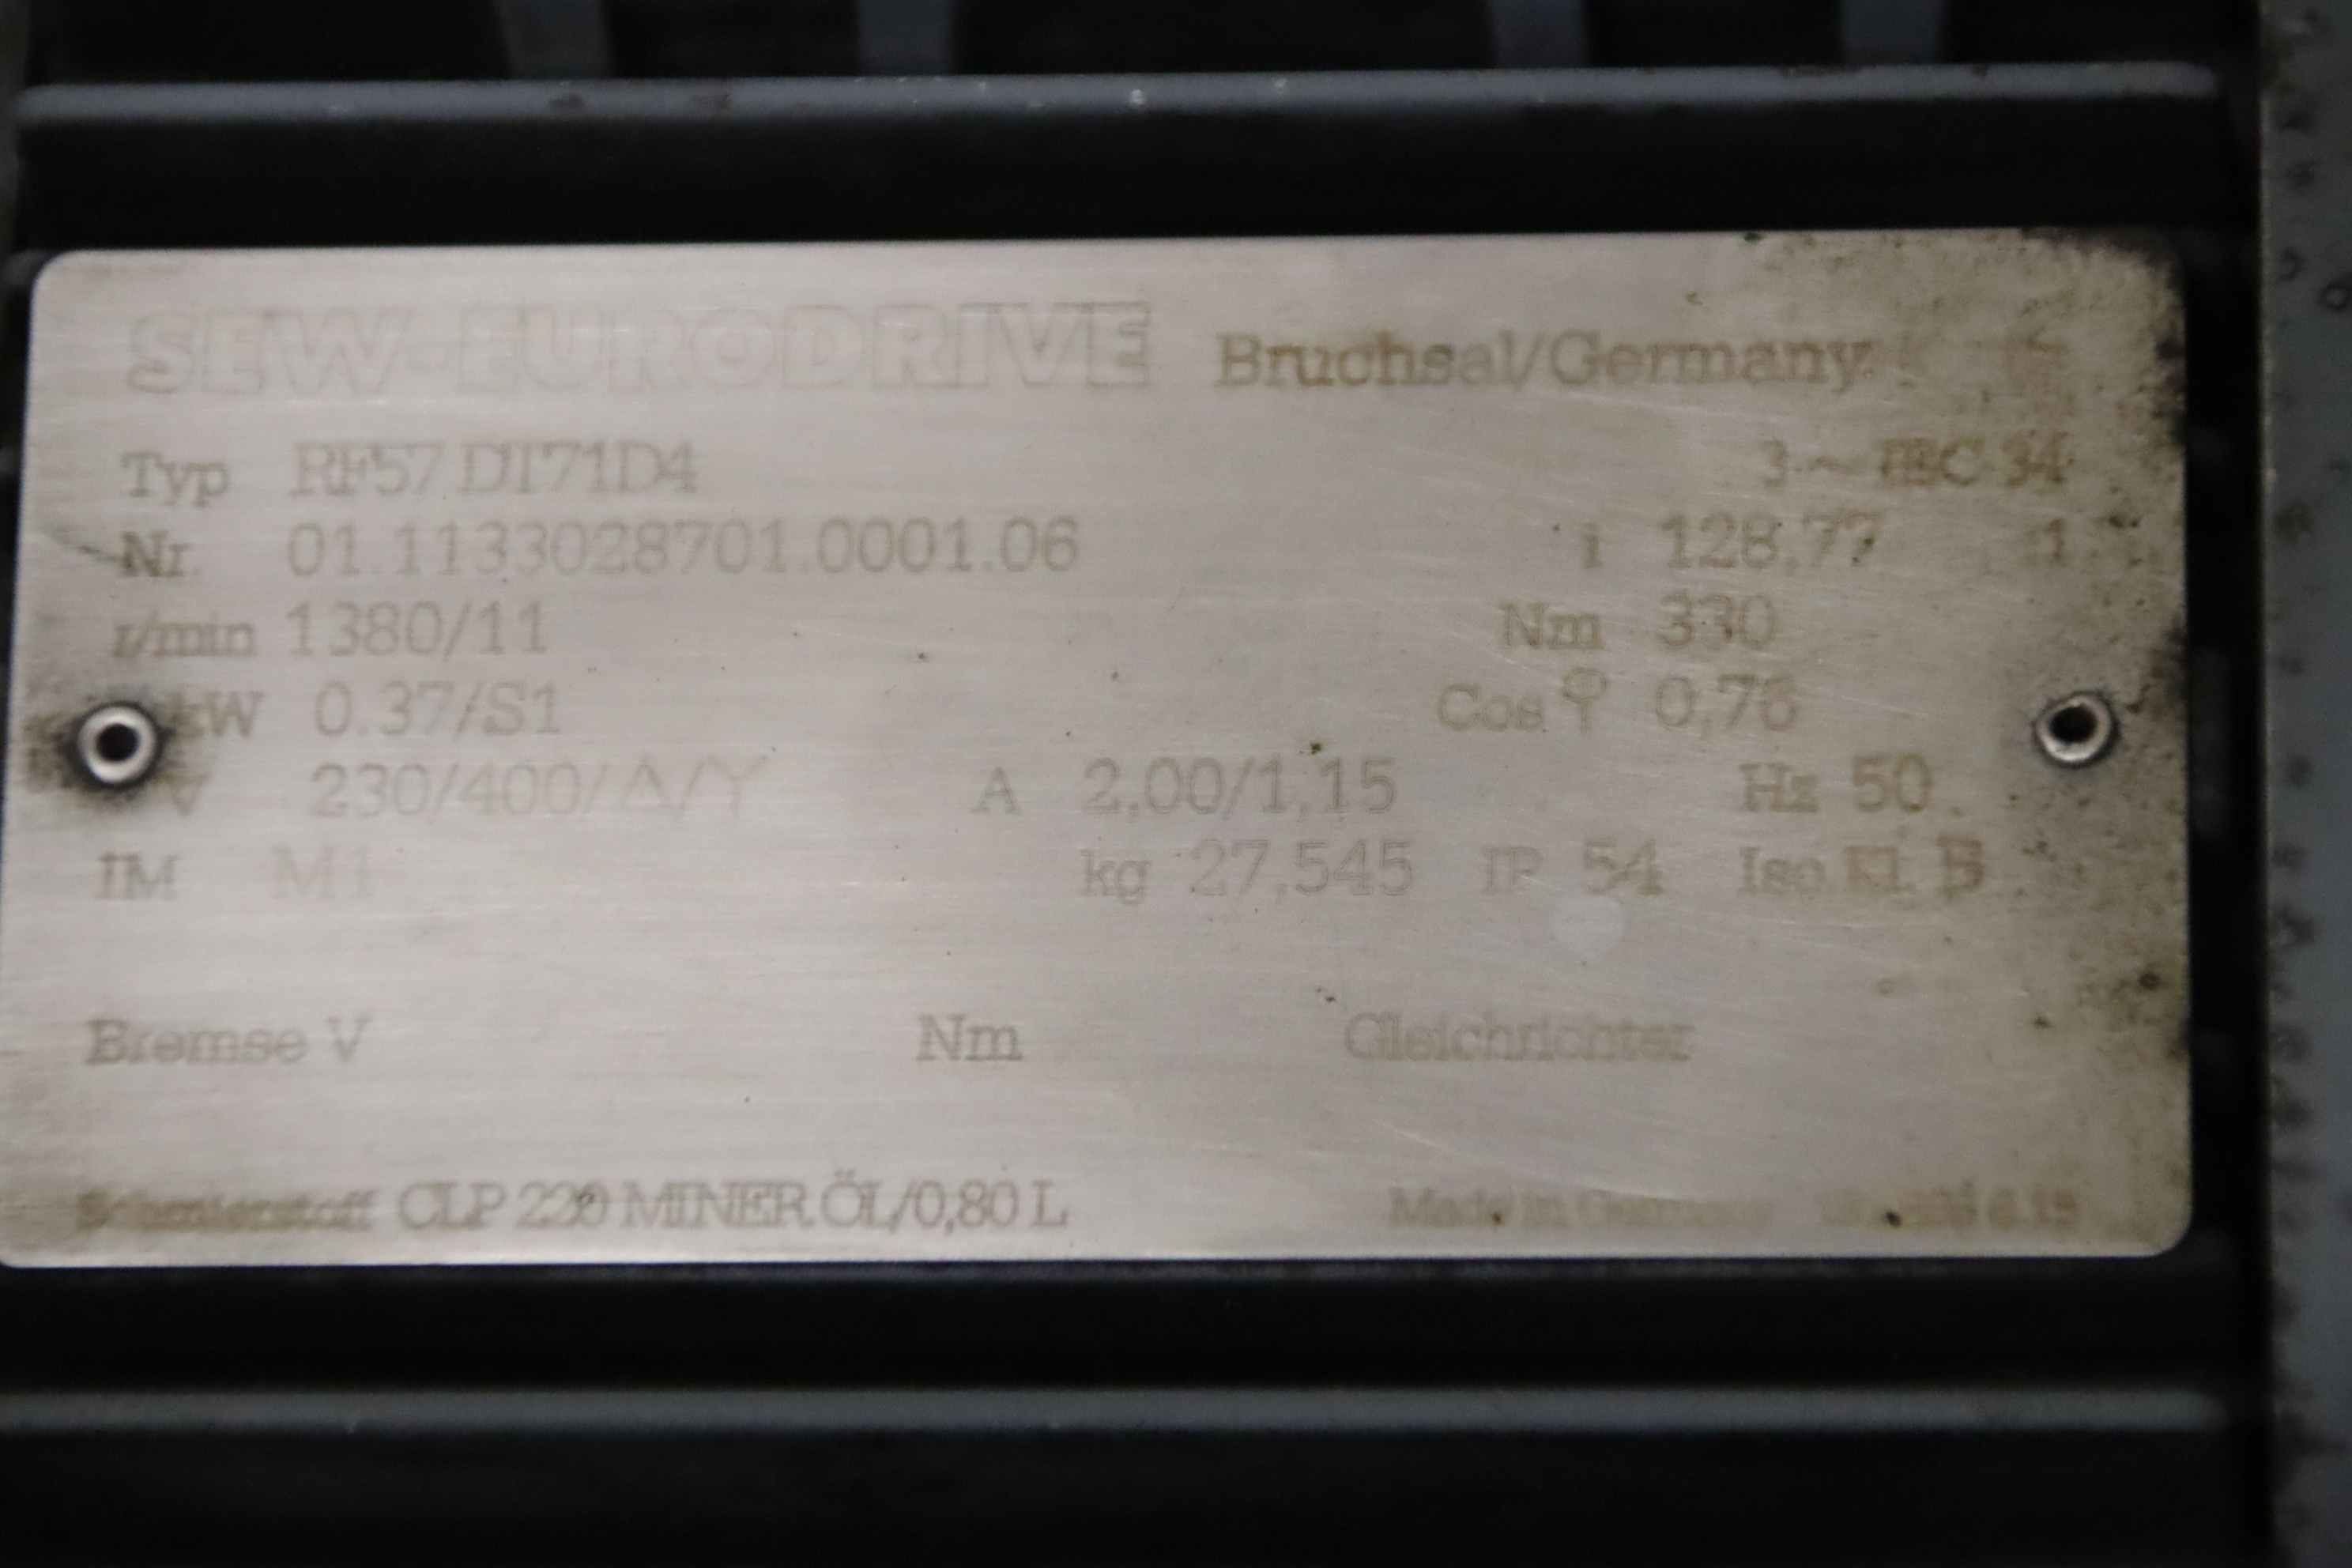 SEW-EURODRIVE Bruchsal/Germany
Typ RF57 DT71D4 3 ~ IEC 34
Nr. 01.1133028701.0001.06 i 128,77 :1
r/min 1380/11 Nm 330
kW 0.37/S1 Cos φ 0,76
V 230/400/Δ/Y A 2,00/1,15 Hz 50
IM M1 kg 27,545 IP 54 Iso Kl. B
Bremse V Nm Gleichrichter
Schmierstoff CLP 220 MINER.ÖL/0,80 L Made in Germany